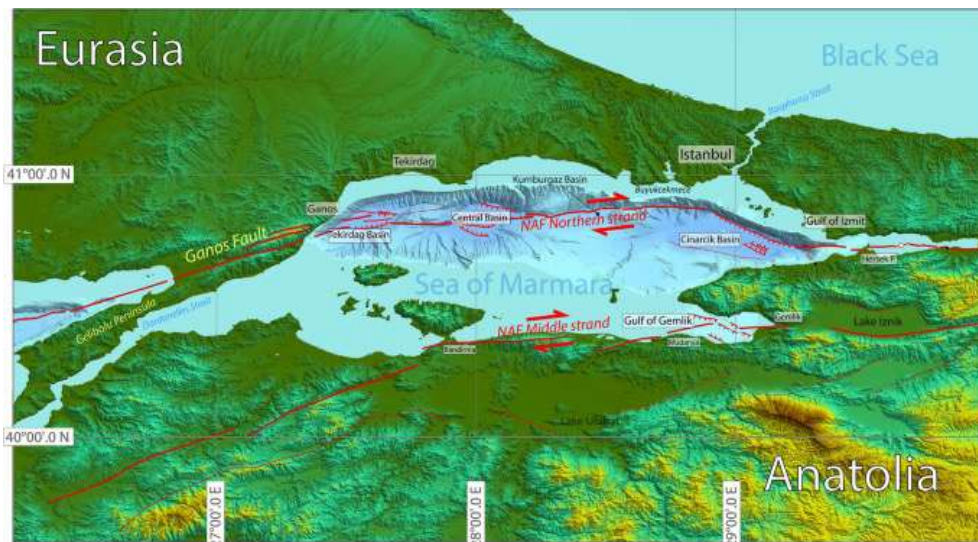 Eurasia
Black Sea
Bosphorus Strait
Istanbul
41°00'.0 N
Tekirdag
Kumburgaz Basin
Buyukcekmece
Ganos
Central Basin
NAF Northern strand
Gulf of Izmit
Ganos Fault
Tekirdag Basin
Cinarcik Basin
Hersek P.
Sea of Marmara
Gelibolu Peninsula
Dardanelles Strait
NAF Middle strand
Gulf of Gemlik
Gemlik
Lake Iznik
Bandirma
Mudanya
Lake Ulubat
40°00'.0 N
Anatolia
27°00'.0 E
28°00'.0 E
29°00'.0 E